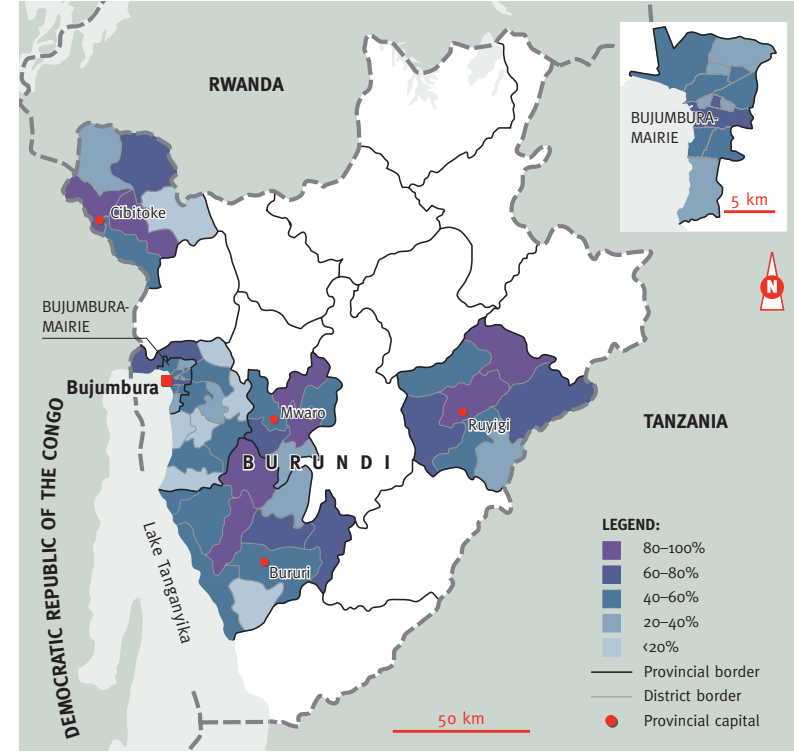 RWANDA
BUJUMBURA-
MAIRIE
5 km
Cibitoke
N
BUJUMBURA-
MAIRIE
Bujumbura
Mwaro
Ruyigi
TANZANIA
BURUNDI
DEMOCRATIC REPUBLIC OF THE CONGO
Lake Tanganyika
Bururi
LEGEND:
80–100%
60–80%
40–60%
20–40%
<20%
Provincial border
District border
Provincial capital
50 km